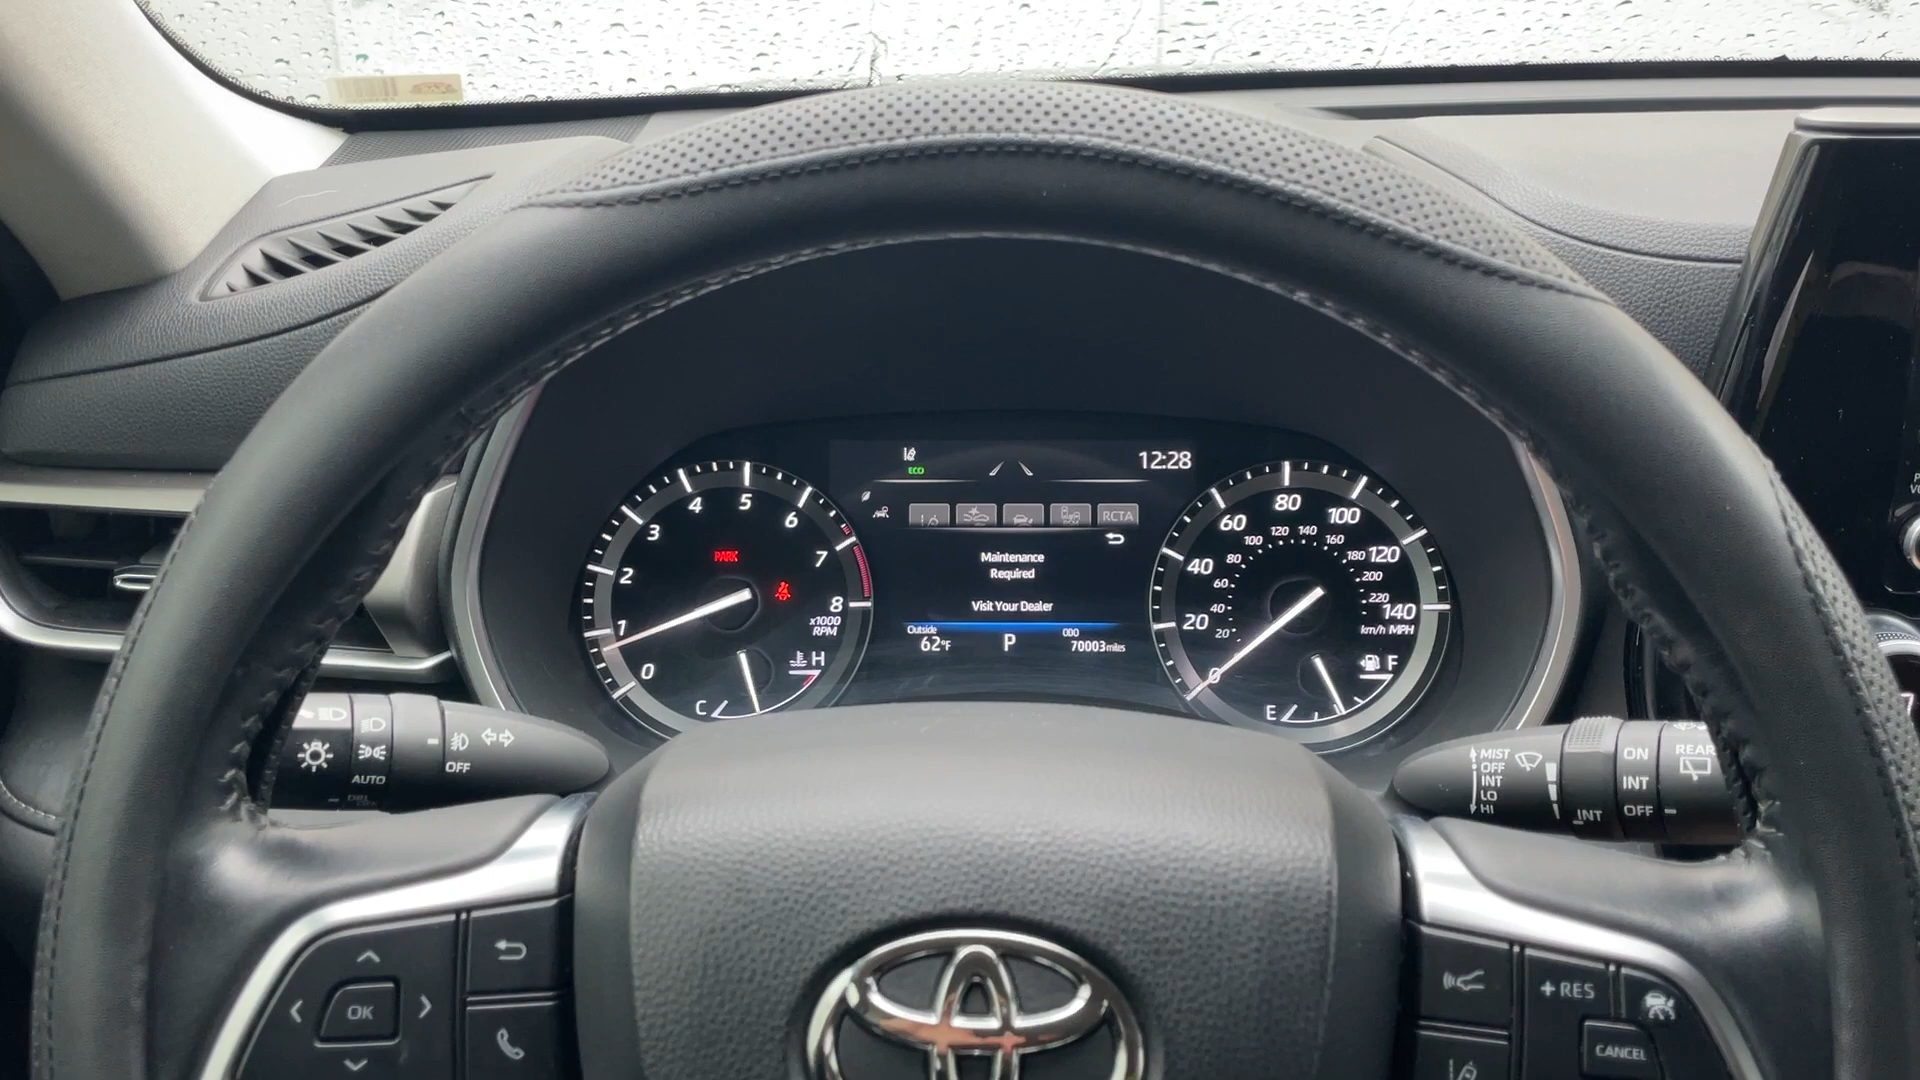 12:28
ECO
RCTA
Maintenance
Required
Visit Your Dealer
Outside
62°F
P
ODO
70003 miles
0
1
2
3
4
5
6
7
8
x1000
RPM
PARK
H
C
0
20
40
60
80
100
120
140
20
40
60
80
100
120
140
160
180
200
220
km/h MPH
F
E
AUTO
OFF
MIST
OFF
INT
LO
HI
INT
ON
INT
OFF
REAR
OK
+RES
CANCEL